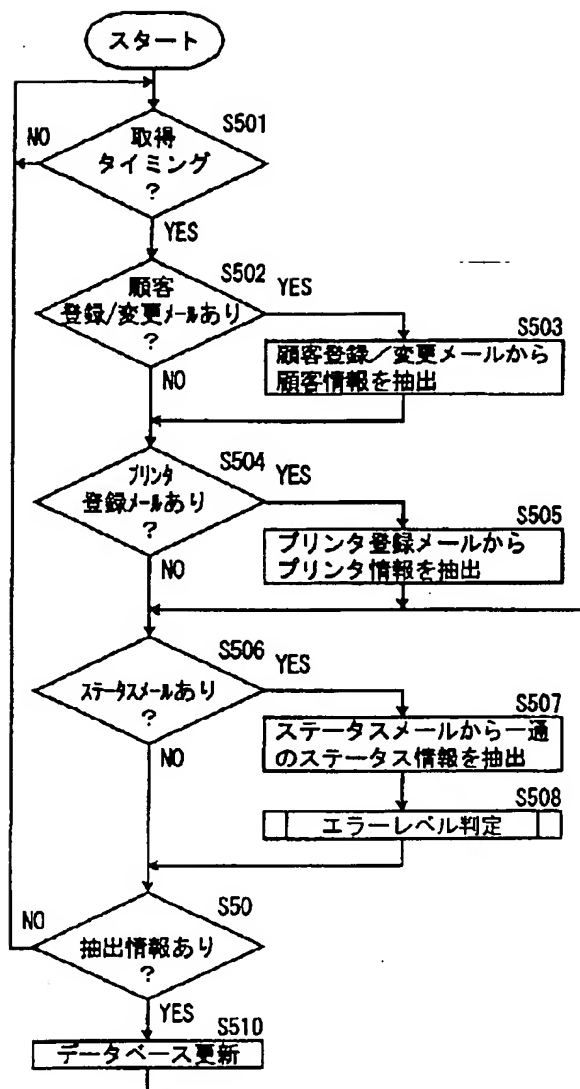 スタート
S501
取得
タイミング
?
NO
YES
S502
顧客
登録/変更メールあり
?
YES
NO
S503
顧客登録/変更メールから
顧客情報を抽出
S504
プリンタ
登録メールあり
?
YES
NO
S505
プリンタ登録メールから
プリンタ情報を抽出
S506
ステータスメールあり
?
YES
NO
S507
ステータスメールから一通
のステータス情報を抽出
S508
エラーレベル判定
S50
抽出情報あり
?
NO
YES
S510
データベース更新